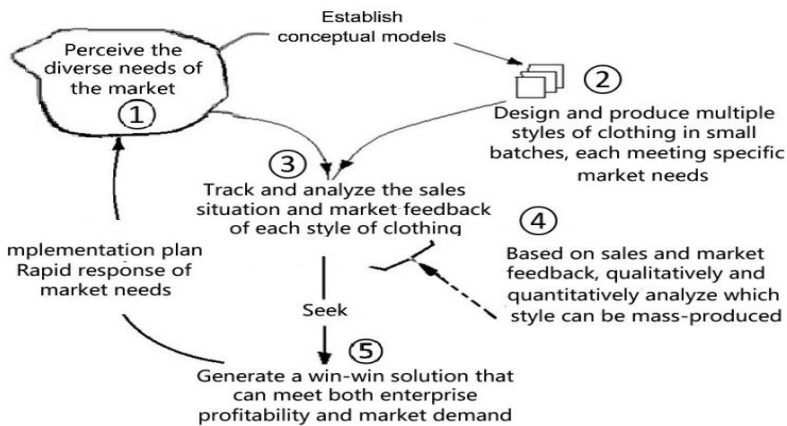 Establish
conceptual models
Perceive the
diverse needs of
the market
①
②
Design and produce multiple
styles of clothing in small
batches, each meeting specific
market needs
③
Track and analyze the sales
situation and market feedback
of each style of clothing
④
Based on sales and market
feedback, qualitatively and
quantitatively analyze which
style can be mass-produced
mplementation plan
Rapid response of
market needs
Seek
⑤
Generate a win-win solution that
can meet both enterprise
profitability and market demand